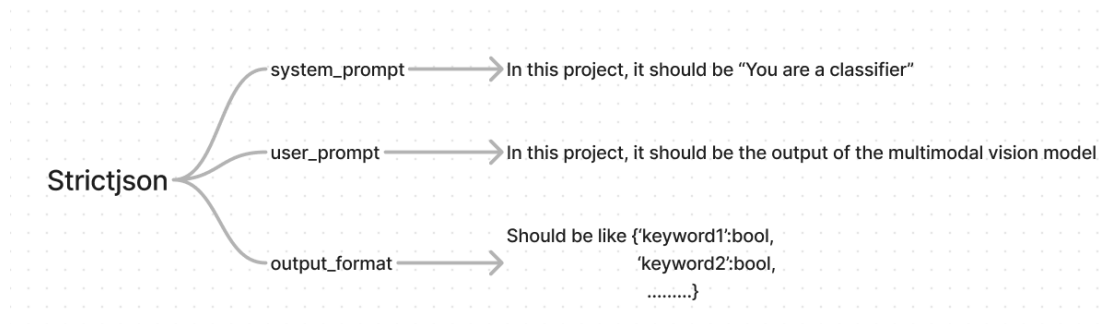 Strictjson
system_prompt
In this project, it should be “You are a classifier”
user_prompt
In this project, it should be the output of the multimodal vision model
output_format
Should be like {‘keyword1’:bool,
‘keyword2’:bool,
.........}